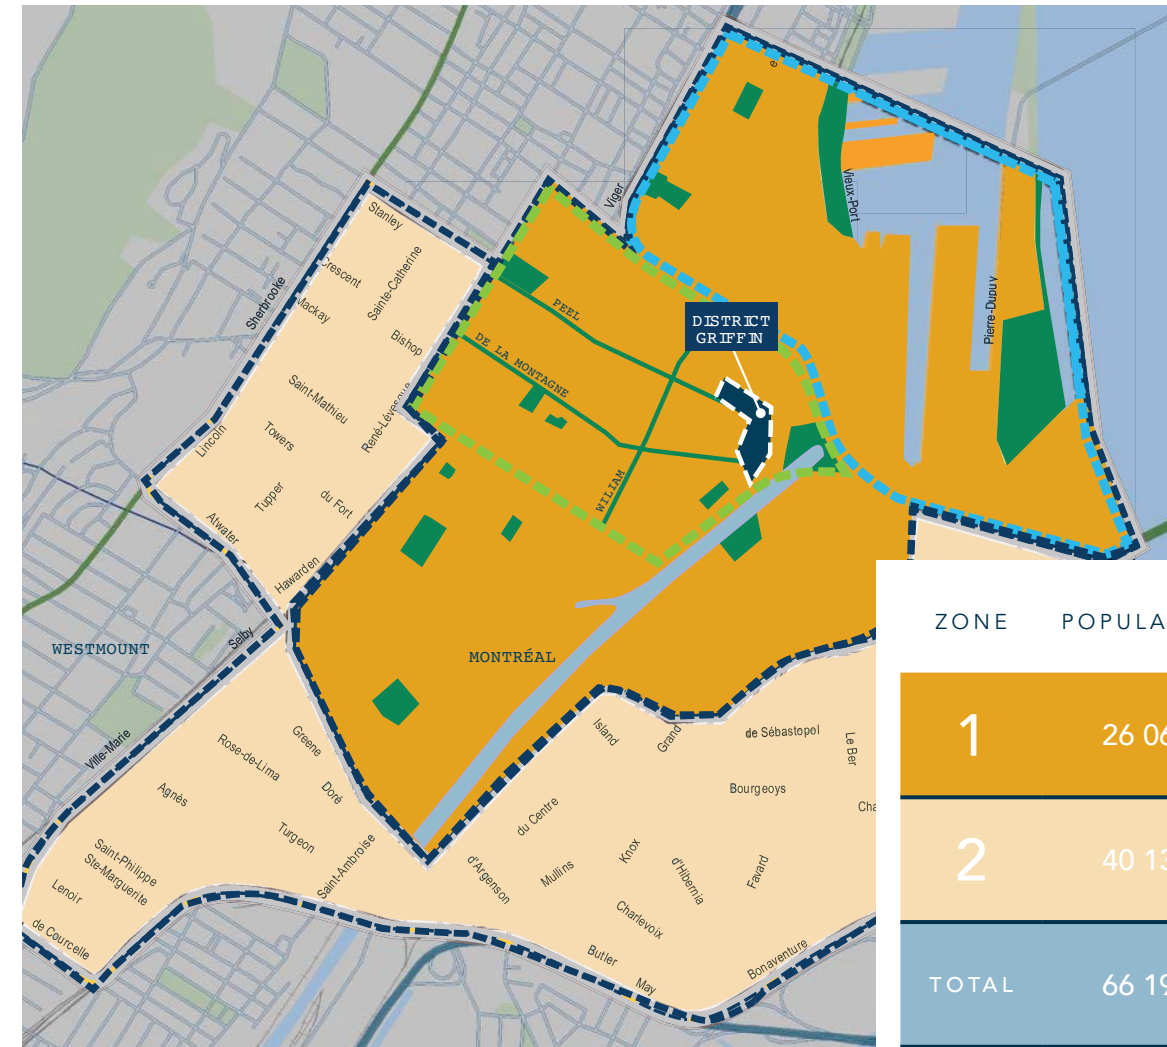 Viger
Vieux-Port
Pierre-Dupuy
Stanley
Sainte-Catherine
Crescent
Mackay
Bishop
Sherbrooke
PEEL
DE LA MONTAGNE
DISTRICT
GRIFFIN
Saint-Mathieu
René-Lévesque
Lincoln
Towers
Tupper
du Fort
Atwater
WILIAM
Hawarden
Selby
WESTMOUNT
MONTRÉAL
Ville-Marie
Greene
Rose-de-Lima
Doré
Agnès
Turgeon
Saint-Philippe
Ste-Marguerite
Saint-Ambroise
Lenoir
de Courcelle
Island
Grand
de Sébastopol
Le Ber
Bourgeoys
Cha
du Centre
Knox
d'Hibernia
Favard
d'Argenson
Mullins
Charlevoix
Butler
May
Bonaventure
ZONE POPULA
1 26 06
2 40 13
TOTAL 66 19